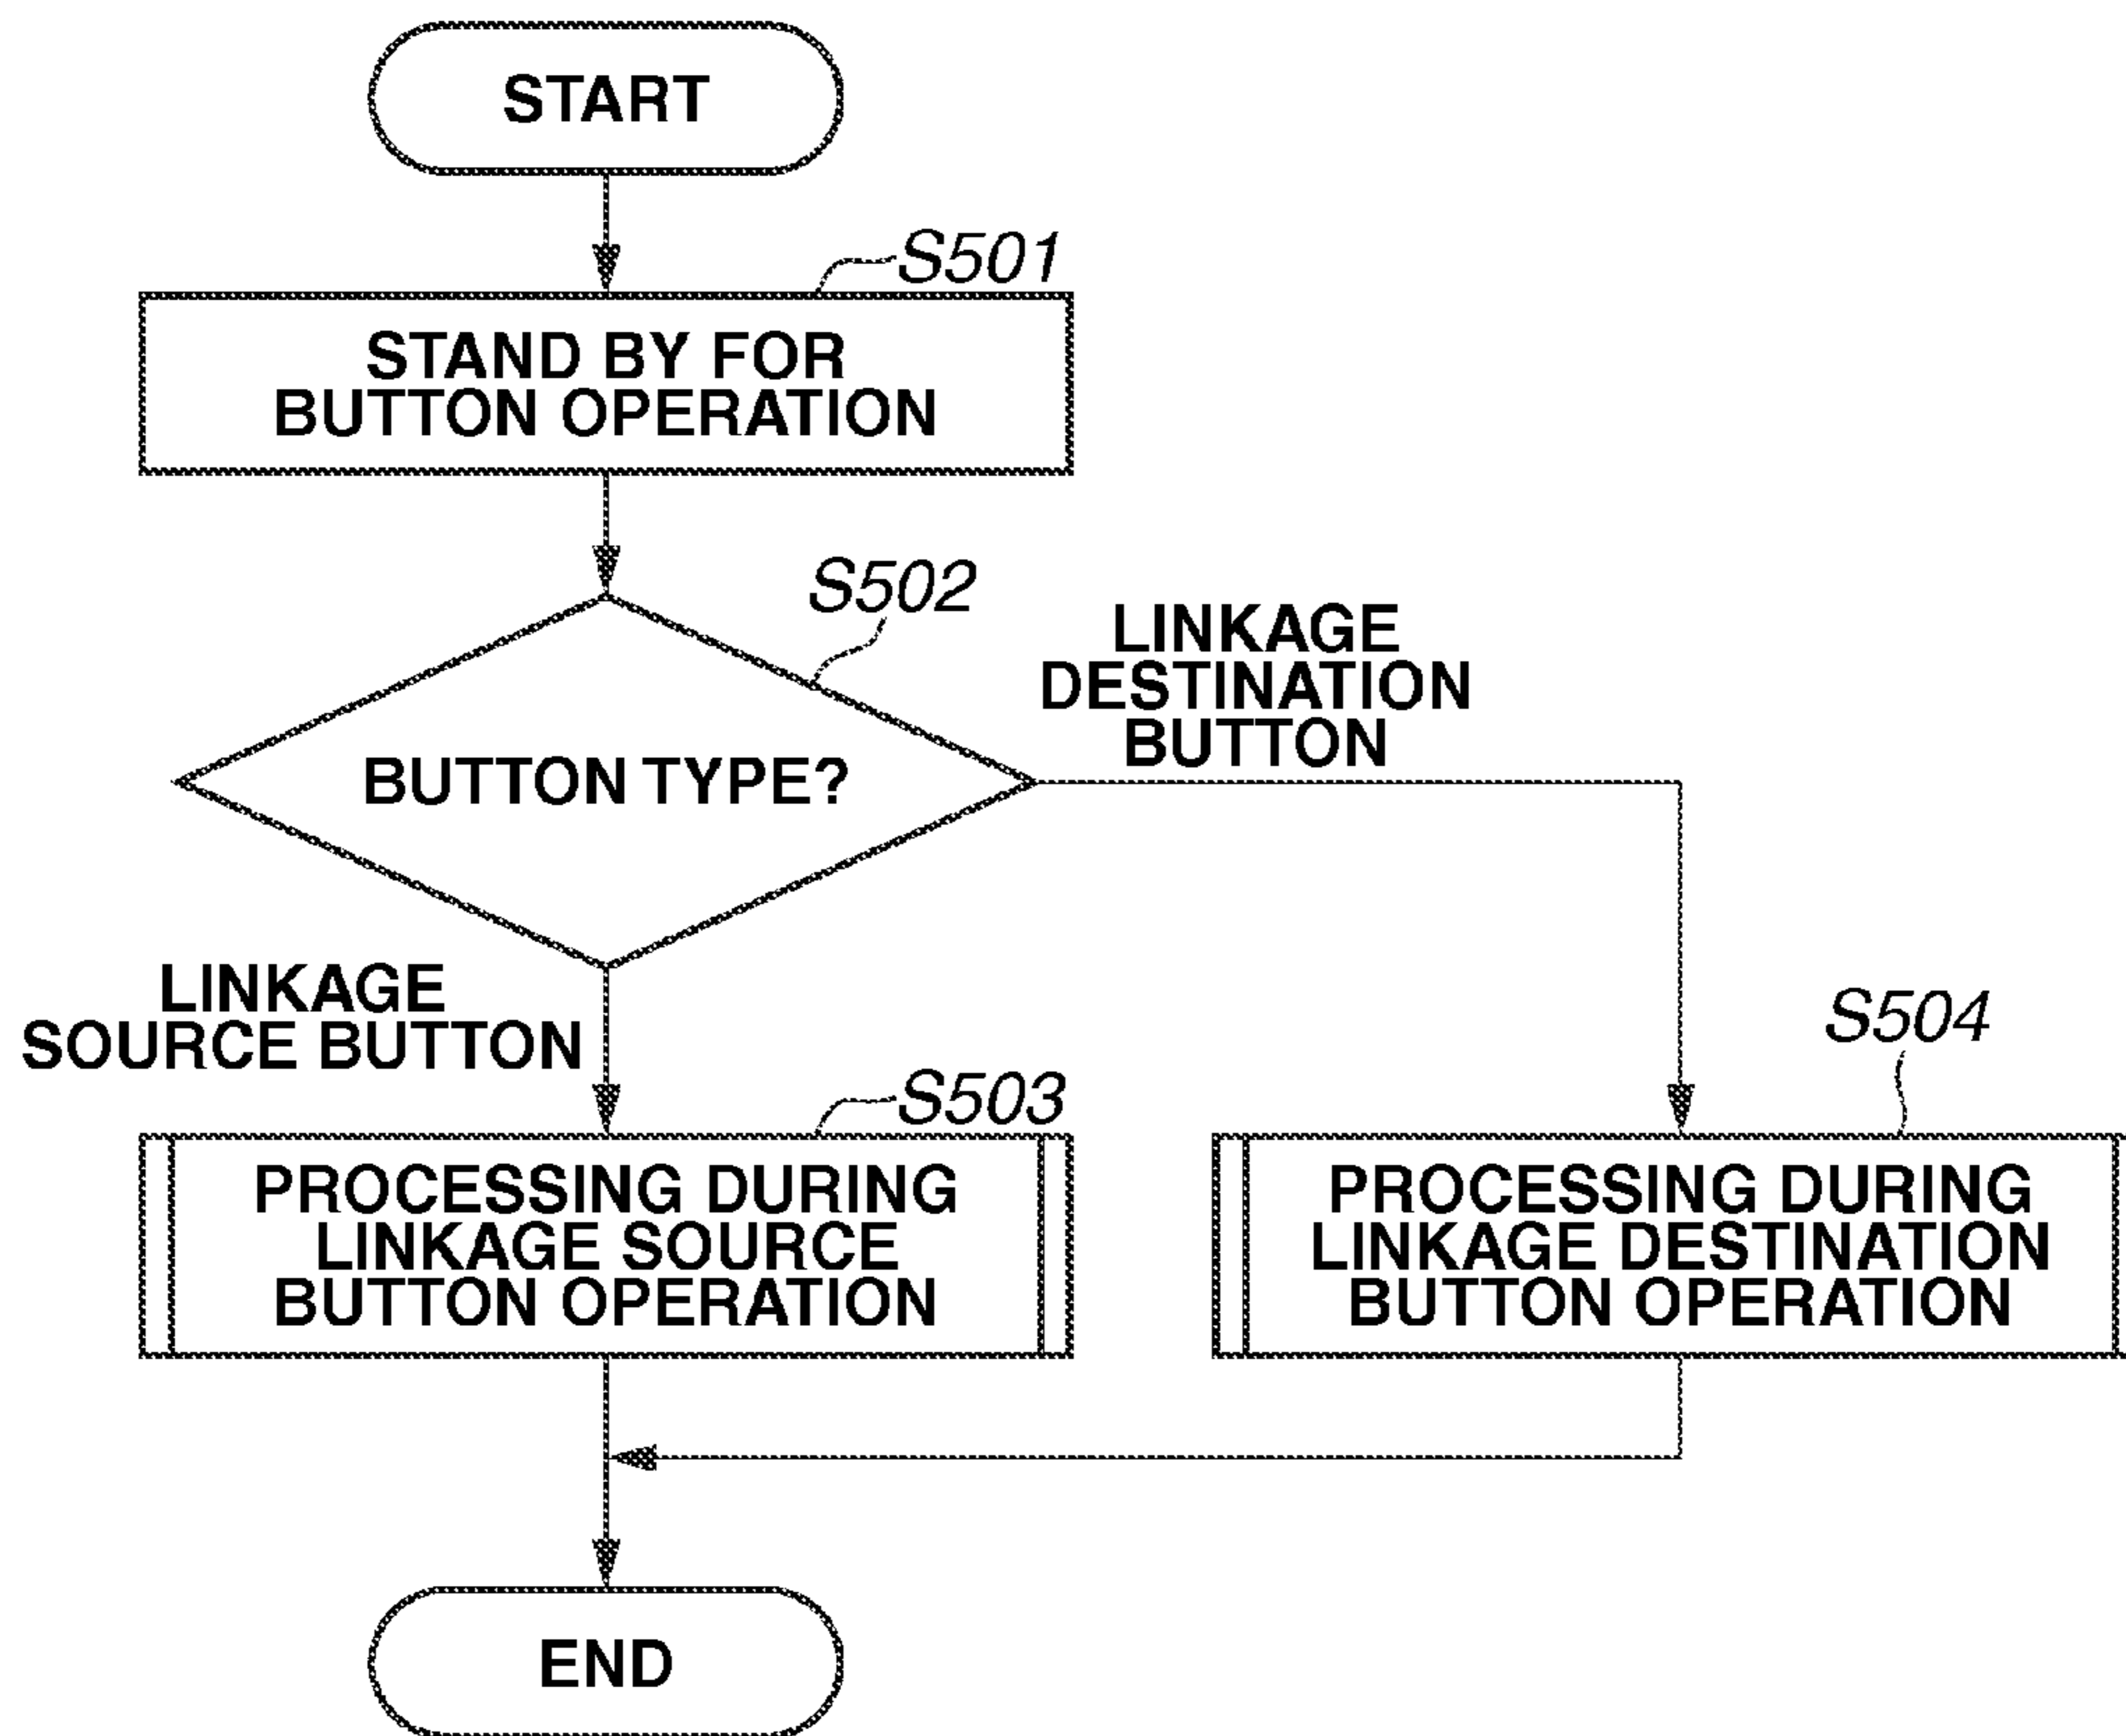 START
S501
STAND BY FOR
BUTTON OPERATION
S502
BUTTON TYPE?
LINKAGE
DESTINATION
BUTTON
LINKAGE
SOURCE BUTTON
S503
PROCESSING DURING
LINKAGE SOURCE
BUTTON OPERATION
S504
PROCESSING DURING
LINKAGE DESTINATION
BUTTON OPERATION
END